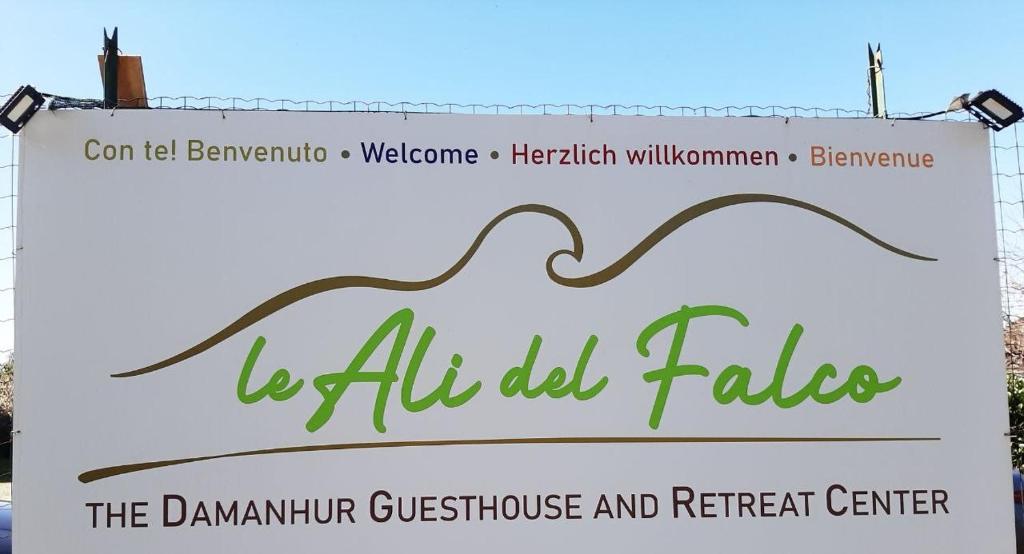 Con te! Benvenuto • Welcome • Herzlich willkommen • Bienvenue
le Ali del Falco
THE DAMANHUR GUESTHOUSE AND RETREAT CENTER